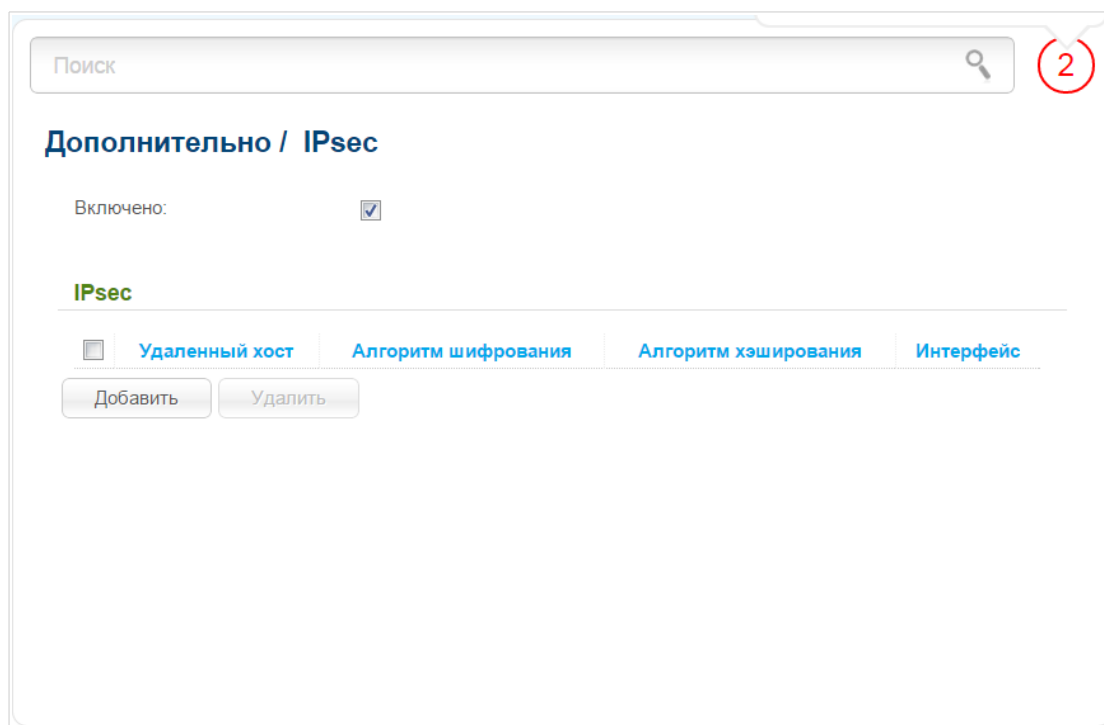 Поиск
2
Дополнительно / IPsec
Включено:
IPsec
Удаленный хост Алгоритм шифрования Алгоритм хэширования Интерфейс
Добавить Удалить